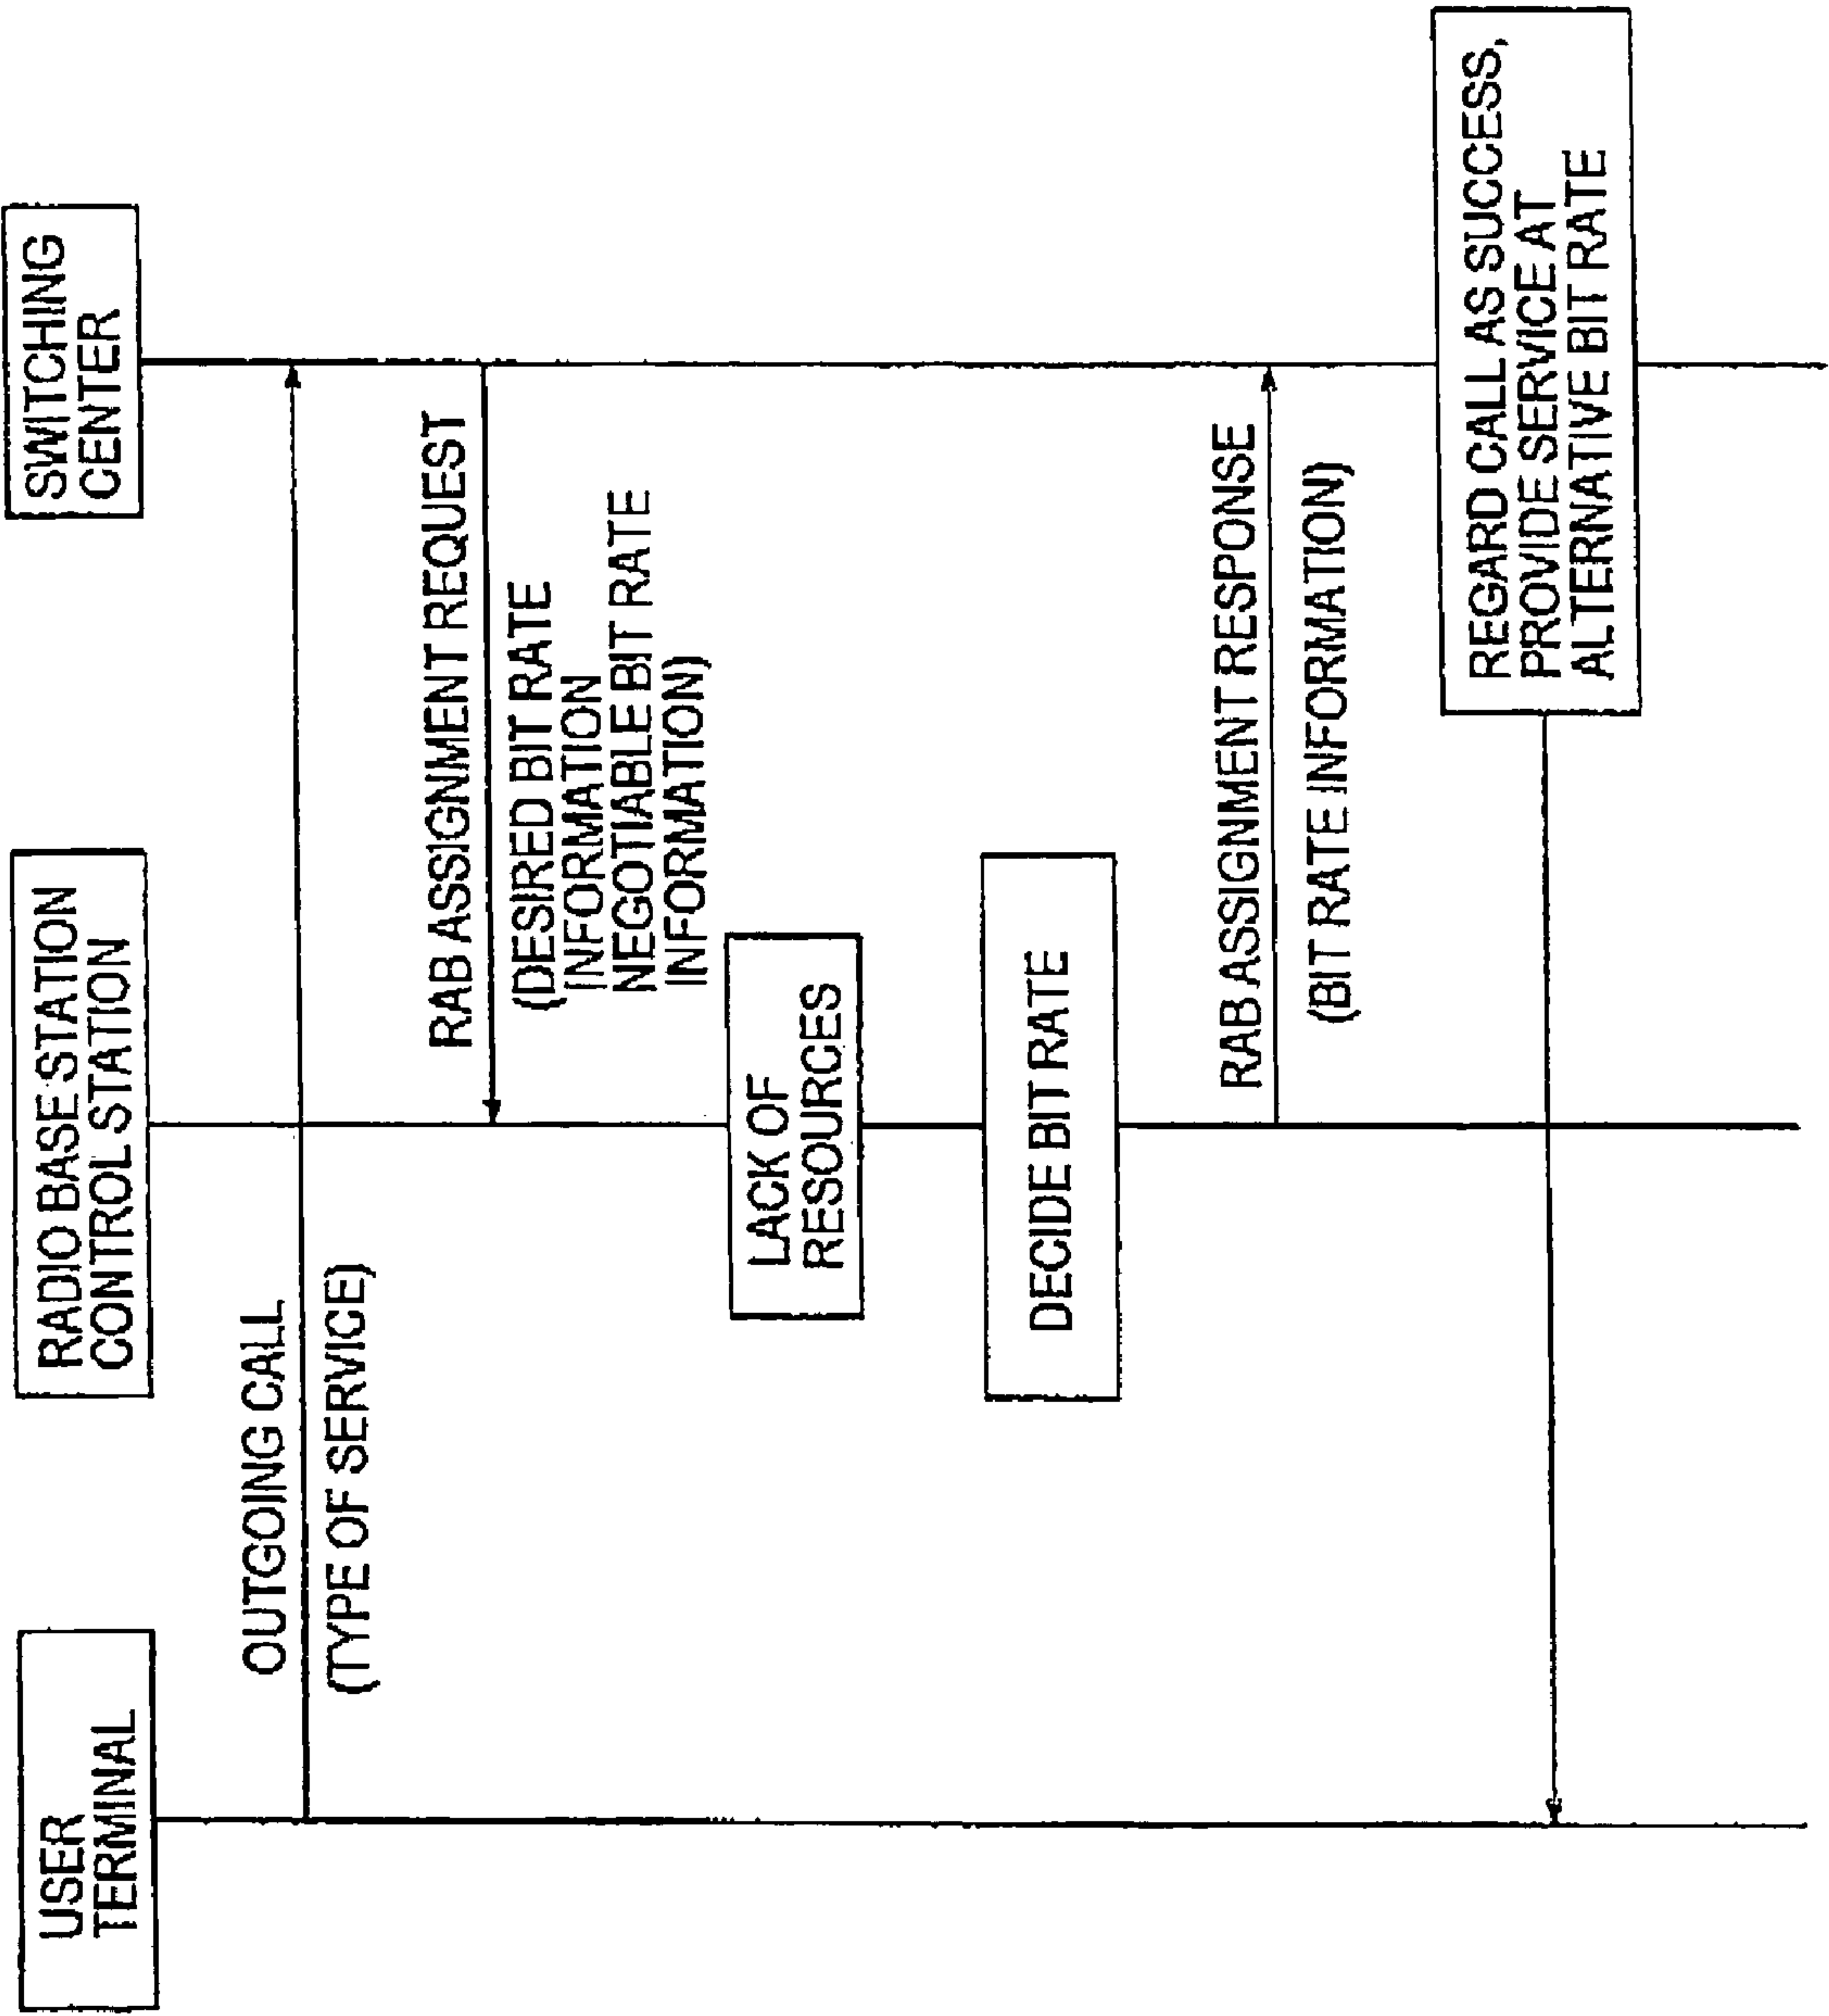 USER
TERMINAL
RADIO BASE STATION
CONTROL STATION
SWITCHING
CENTER
OUTGOING CALL
(TYPE OF SERVICE)
RAB ASSIGNMENT REQUEST
(DESIRED BIT RATE
INFORMATION
NEGOTIABLE BIT RATE
INFORMATION)
LACK OF
RESOURCES
DECIDE BIT RATE
RAB ASSIGNMENT RESPONSE
(BIT RATE INFORMATION)
REGARD CALL AS SUCCESS,
PROVIDE SERVICE AT
ALTERNATIVE BIT RATE